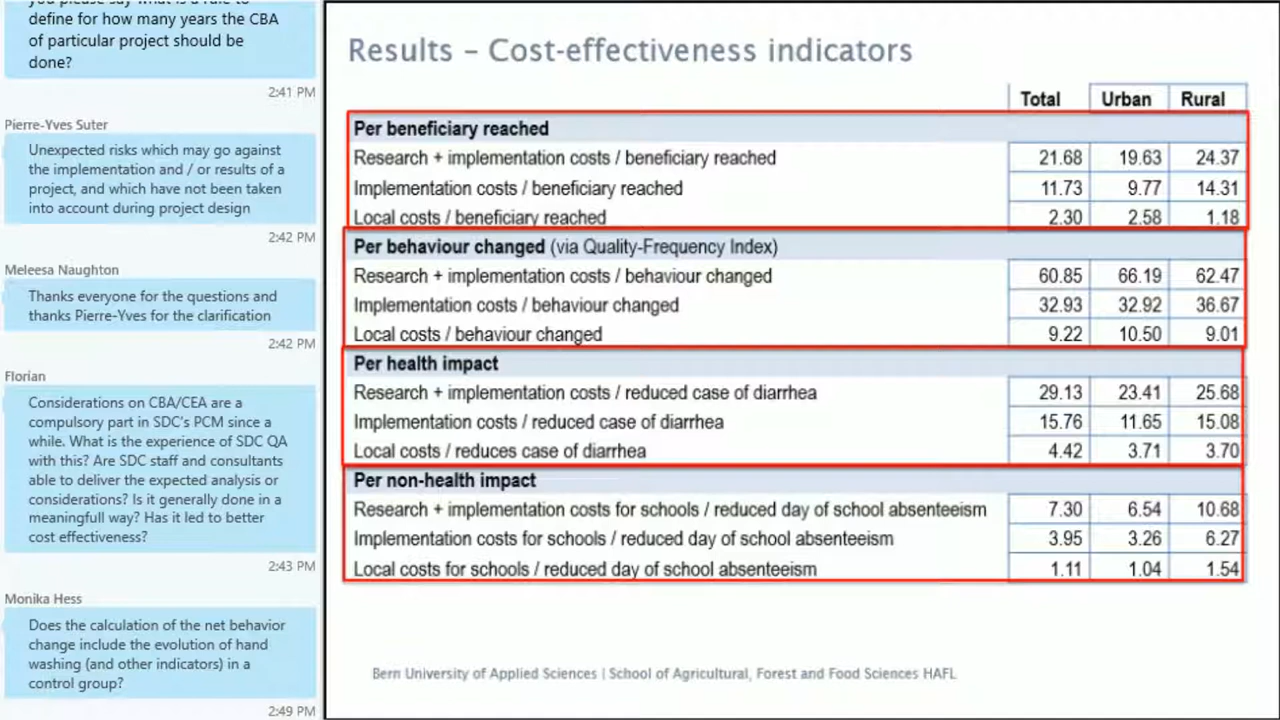 you please say what is a rule to
define for how many years the CBA
of particular project should be
done?
2:41 PM
Pierre-Yves Suter
Unexpected risks which may go against
the implementation and / or results of a
project, and which have not been taken
into account during project design
2:42 PM
Meleesa Naughton
Thanks everyone for the questions and
thanks Pierre-Yves for the clarification
2:42 PM
Florian
Considerations on CBA/CEA are a
compulsory part in SDC's PCM since a
while. What is the experience of SDC QA
with this? Are SDC staff and consultants
able to deliver the expected analysis or
considerations? Is it generally done in a
meaningfull way? Has it led to better
cost effectiveness?
2:43 PM
Monika Hess
Does the calculation of the net behavior
change include the evolution of hand
washing (and other indicators) in a
control group?
2:49 PM
Results – Cost-effectiveness indicators
Total Urban Rural
Per beneficiary reached
Research + implementation costs / beneficiary reached 21.68 19.63 24.37
Implementation costs / beneficiary reached 11.73 9.77 14.31
Local costs / beneficiary reached 2.30 2.58 1.18
Per behaviour changed (via Quality-Frequency Index)
Research + implementation costs / behaviour changed 60.85 66.19 62.47
Implementation costs / behaviour changed 32.93 32.92 36.67
Local costs / behaviour changed 9.22 10.50 9.01
Per health impact
Research + implementation costs / reduced case of diarrhea 29.13 23.41 25.68
Implementation costs / reduced case of diarrhea 15.76 11.65 15.08
Local costs / reduces case of diarrhea 4.42 3.71 3.70
Per non-health impact
Research + implementation costs for schools / reduced day of school absenteeism 7.30 6.54 10.68
Implementation costs for schools / reduced day of school absenteeism 3.95 3.26 6.27
Local costs for schools / reduced day of school absenteeism 1.11 1.04 1.54
Bern University of Applied Sciences | School of Agricultural, Forest and Food Sciences HAFL